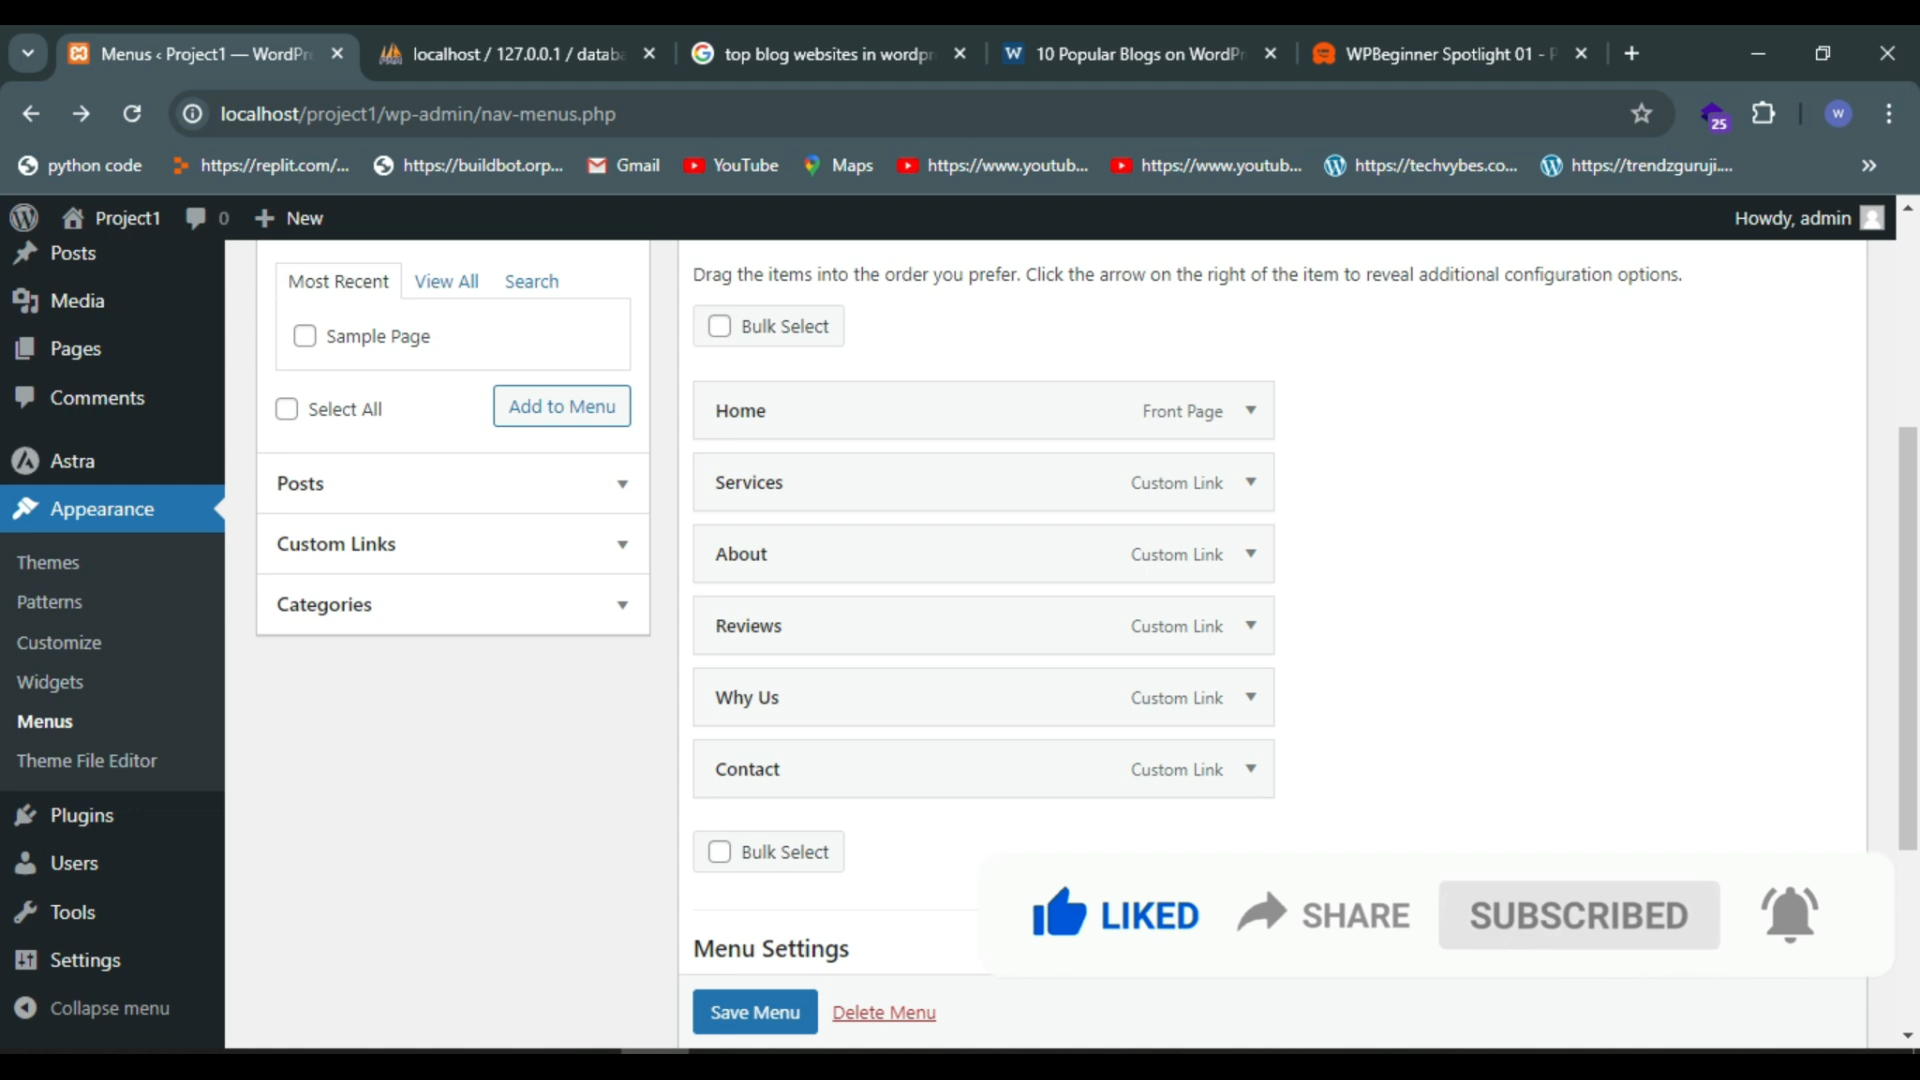 Menus ‹ Project1 — WordPr
localhost / 127.0.0.1 / datab
top blog websites in wordpr
10 Popular Blogs on WordPr
WPBeginner Spotlight 01 - F
localhost/project1/wp-admin/nav-menus.php
25
W
python code
https://replit.com/...
https://buildbot.orp...
Gmail
YouTube
Maps
https://www.youtub...
https://www.youtub...
https://techvybes.co...
https://trendzguruji....
Project1
0
New
Howdy, admin
Posts
Media
Pages
Comments
Astra
Appearance
Themes
Patterns
Customize
Widgets
Menus
Theme File Editor
Plugins
Users
Tools
Settings
Collapse menu
Most Recent
View All
Search
Sample Page
Select All
Add to Menu
Posts
Custom Links
Categories
Drag the items into the order you prefer. Click the arrow on the right of the item to reveal additional configuration options.
Bulk Select
Home Front Page
Services Custom Link
About Custom Link
Reviews Custom Link
Why Us Custom Link
Contact Custom Link
Bulk Select
LIKED SHARE SUBSCRIBED
Menu Settings
Save Menu Delete Menu